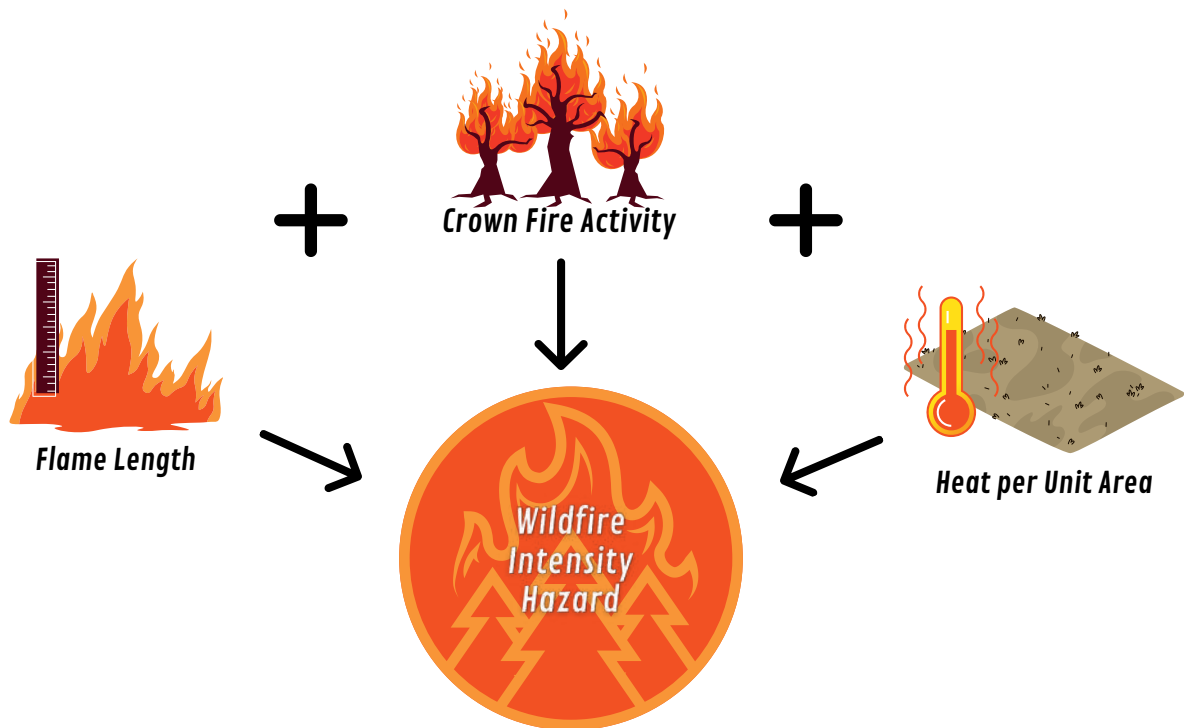 Crown Fire Activity
Flame Length
Heat per Unit Area
Wildfire
Intensity
Hazard